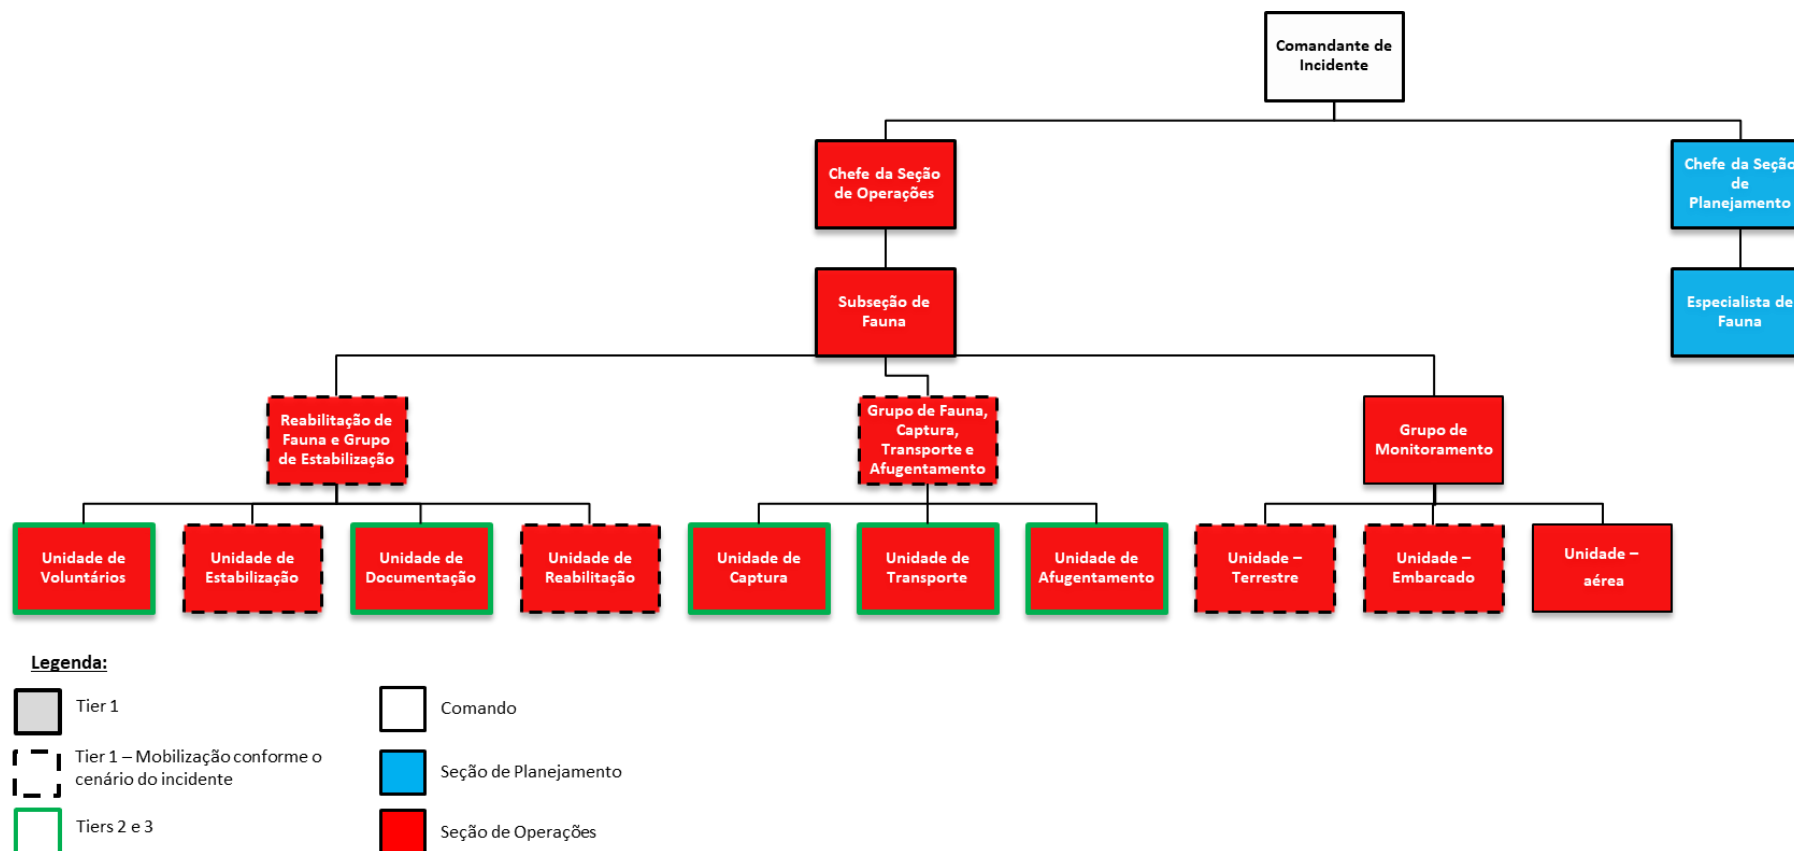 Comandante de
Incidente
Chefe da Seção
de Operações
Chefe da Seção
de
Planejamento
Subseção de
Fauna
Especialista de
Fauna
Reabilitação de
Fauna e Grupo
de Estabilização
Grupo de Fauna,
Captura,
Transporte e
Afugentamento
Grupo de
Monitoramento
Unidade de
Voluntários
Unidade de
Estabilização
Unidade de
Documentação
Unidade de
Reabilitação
Unidade de
Captura
Unidade de
Transporte
Unidade de
Afugentamento
Unidade –
Terrestre
Unidade –
Embarcado
Unidade –
aérea
Legenda:
Tier 1
Tier 1 – Mobilização conforme o
cenário do incidente
Tiers 2 e 3
Comando
Seção de Planejamento
Seção de Operações